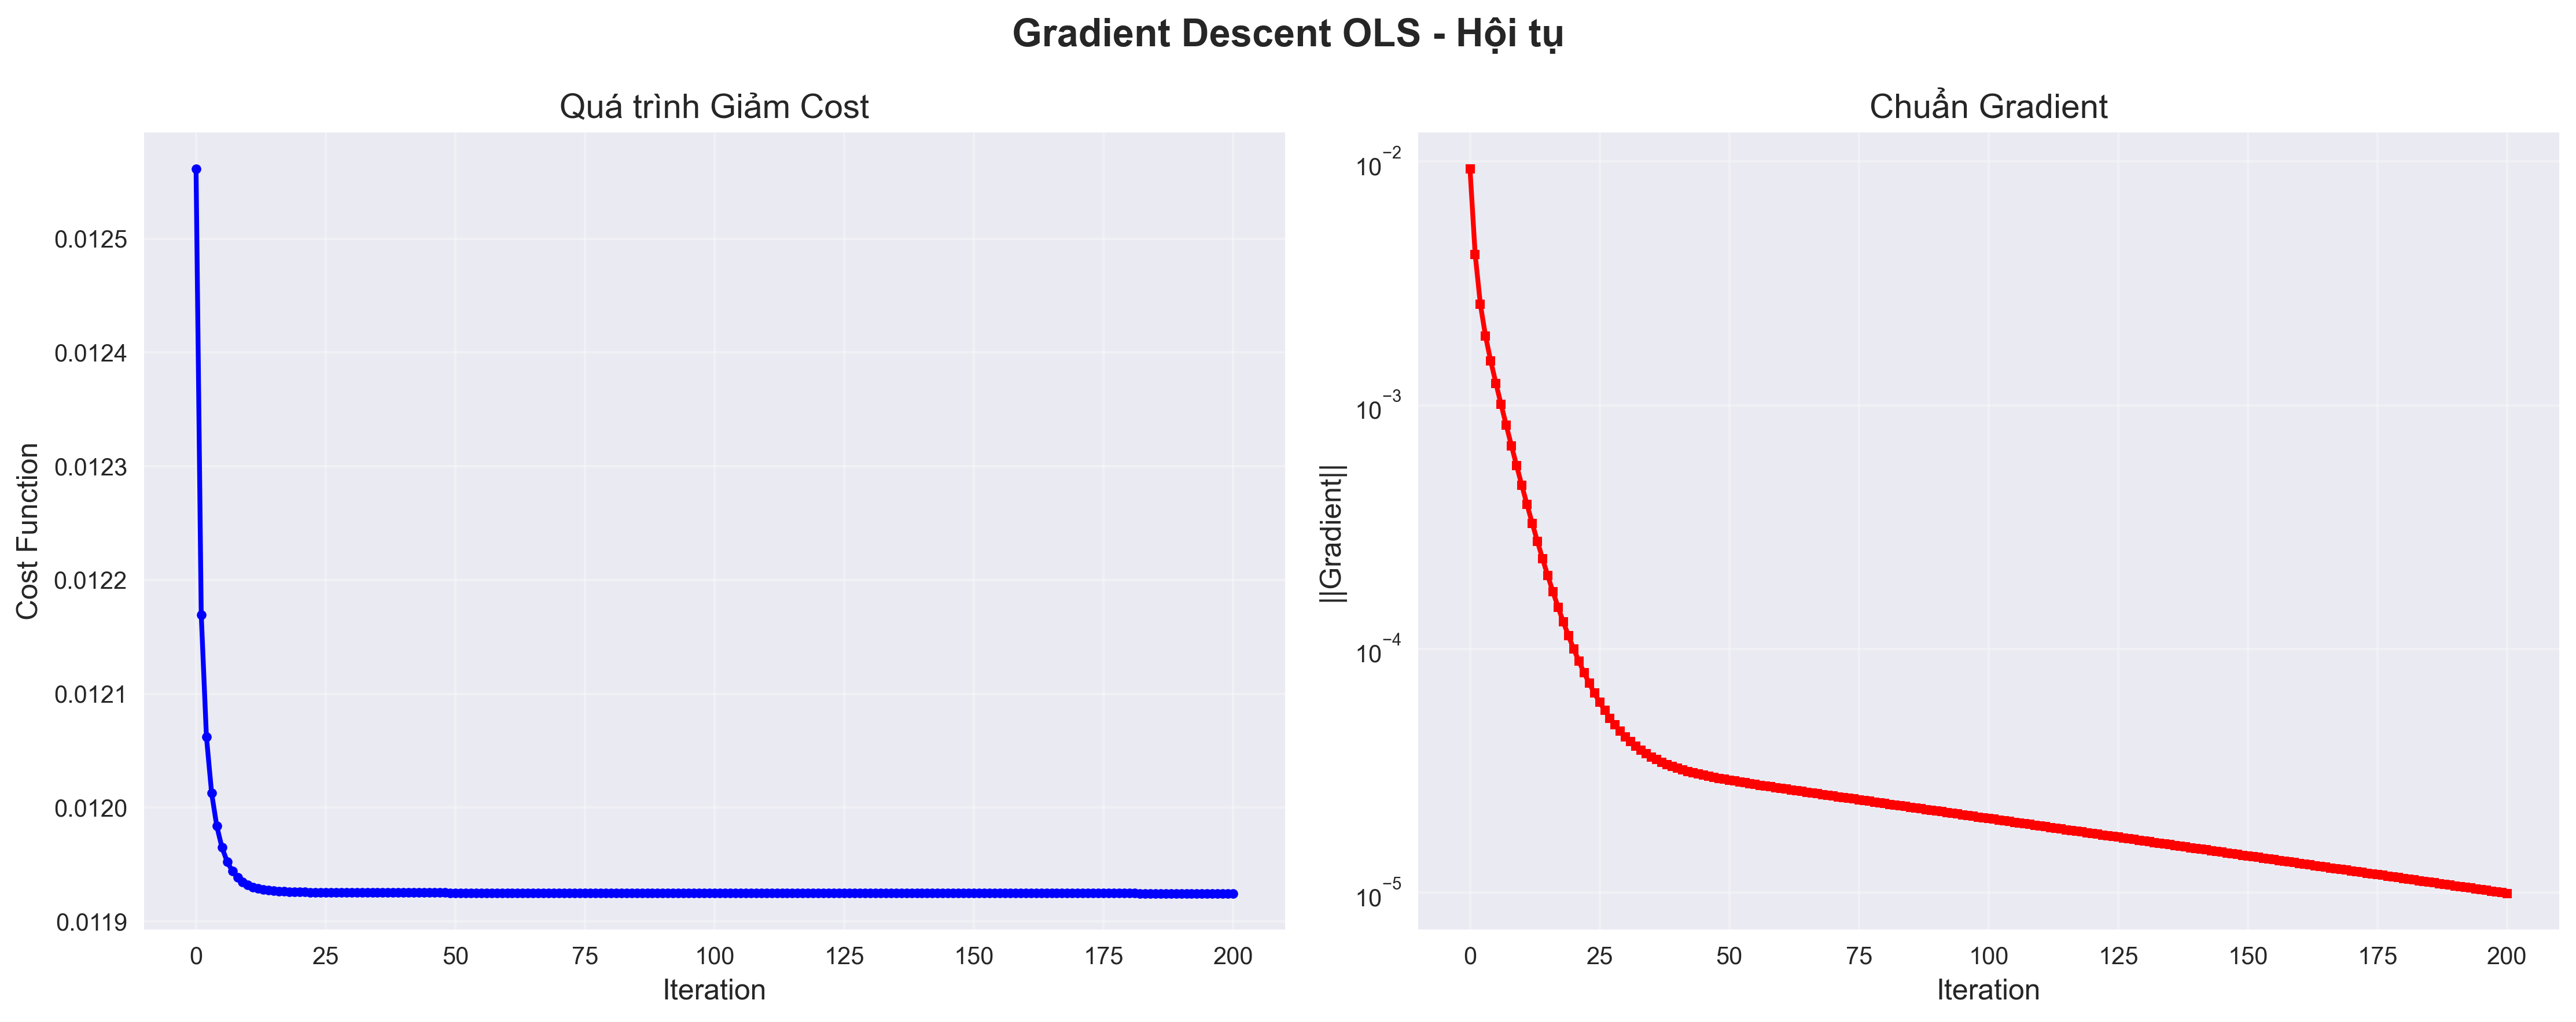 Gradient Descent OLS - Hội tụ
Quá trình Giảm Cost
Cost Function
0.0125
0.0124
0.0123
0.0122
0.0121
0.0120
0.0119
0 25 50 75 100 125 150 175 200
Iteration
Chuẩn Gradient
||Gradient||
10⁻²
10⁻³
10⁻⁴
10⁻⁵
0 25 50 75 100 125 150 175 200
Iteration